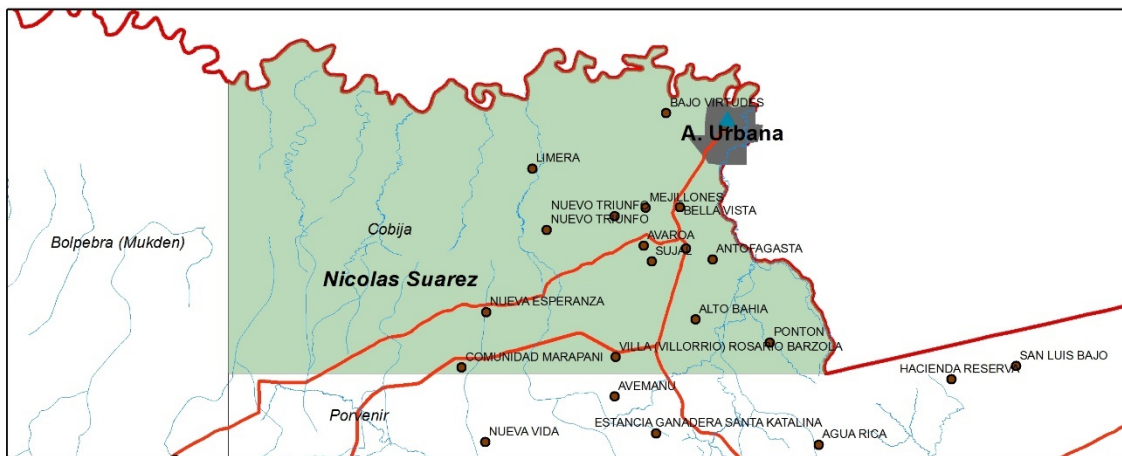 BAJO VIRTUDES
A. Urbana
LIMERA
MEJILLONES
NUEVO TRIUNFO
BELLA VISTA
NUEVO TRIUNFO
Cobija
Bolpebra (Mukden)
AVAROA
SUJAL
ANTOFAGASTA
Nicolas Suarez
NUEVA ESPERANZA
ALTO BAHIA
PONTON
VILLA (VILLORRIO) ROSARIO BARZOLA
COMUNIDAD MARAPANI
SAN LUIS BAJO
HACIENDA RESERVA
AVEMANU
Porvenir
ESTANCIA GANADERA SANTA KATALINA
NUEVA VIDA
AGUA RICA